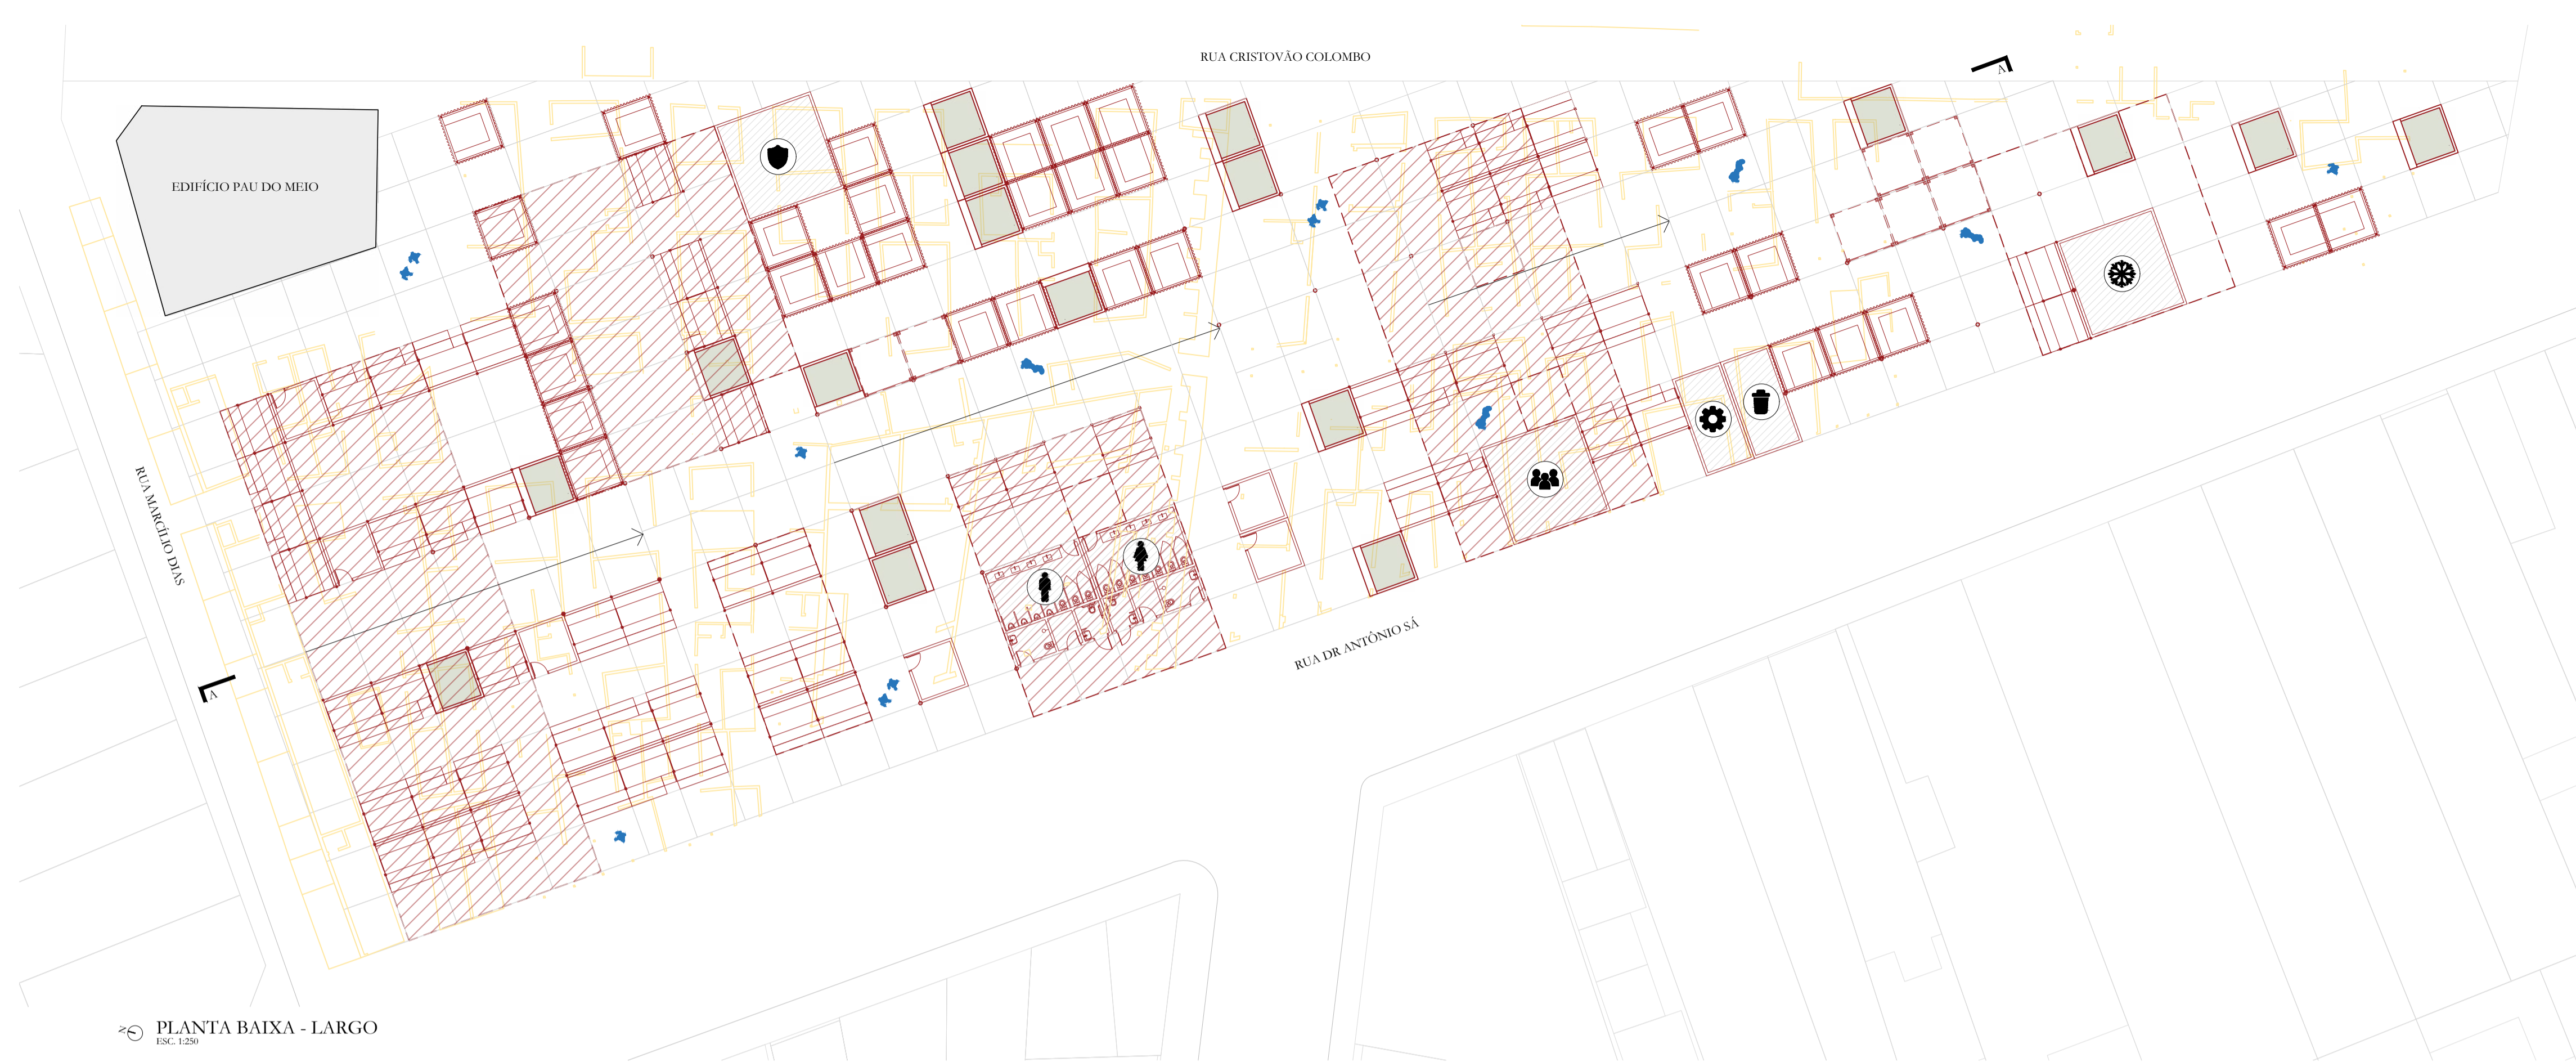 RUA CRISTOVÃO COLOMBO
A
EDIFÍCIO PAU DO MEIO
RUA MARCÍLIO DIAS
RUA DR ANTÔNIO SÁ
A
N
PLANTA BAIXA - LARGO
ESC. 1:250